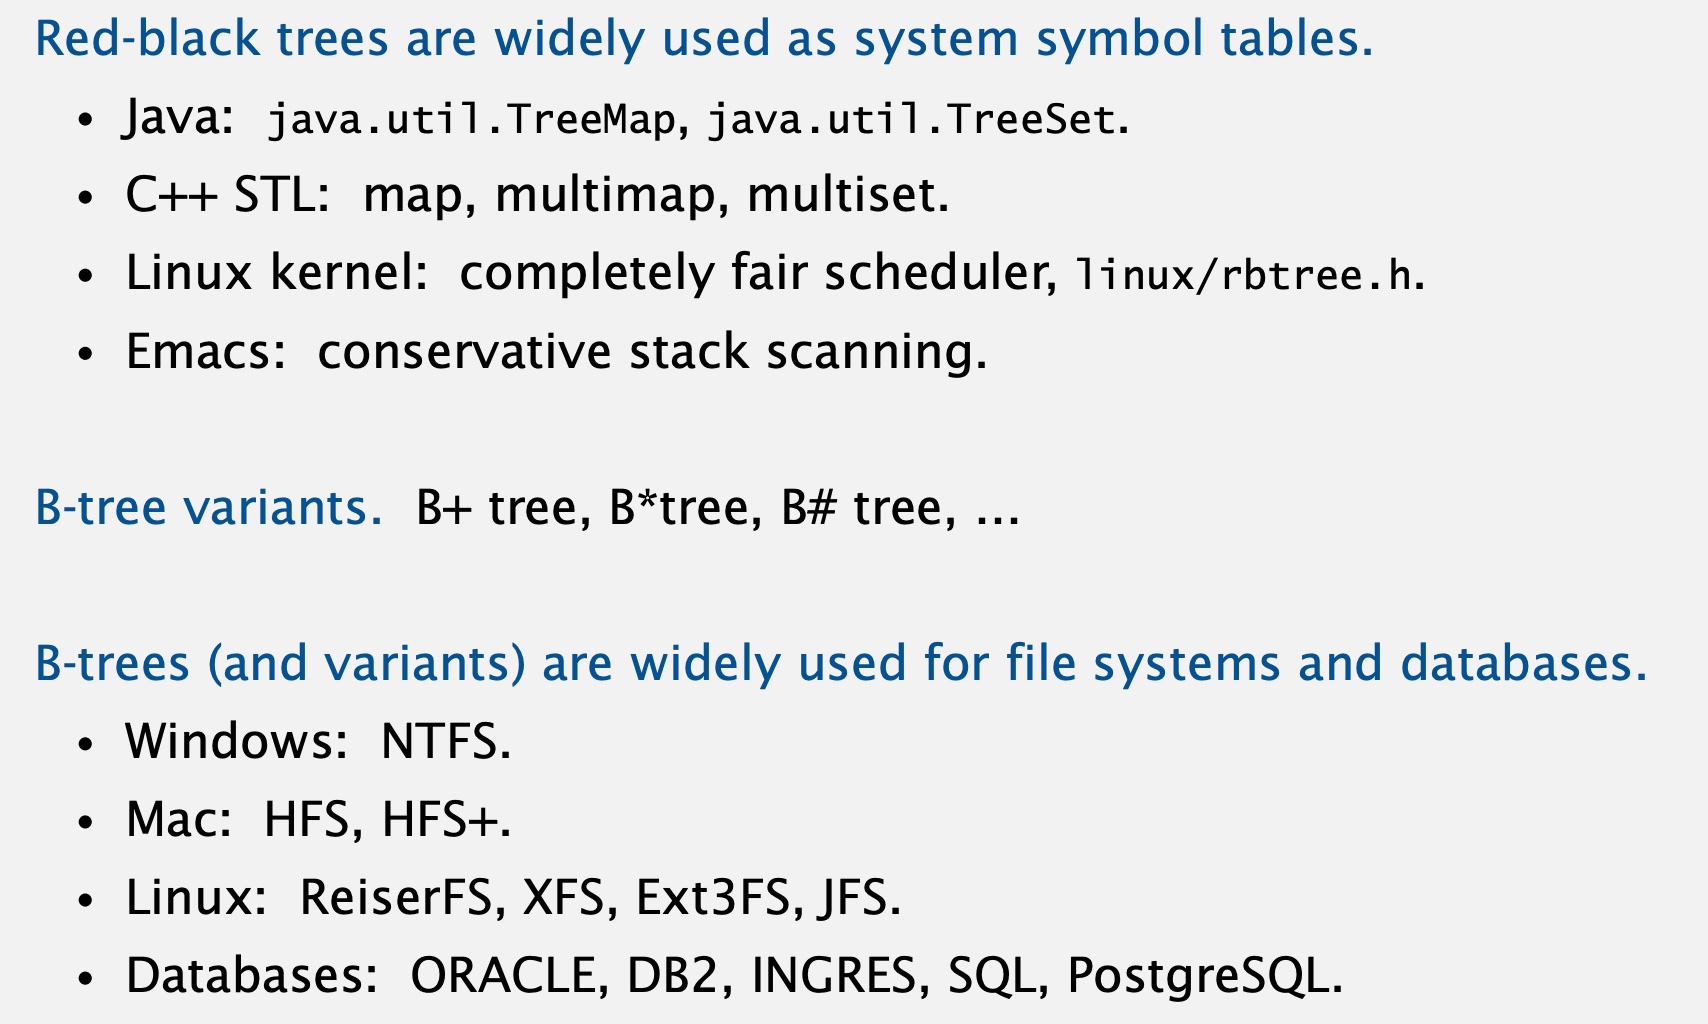 Red-black trees are widely used as system symbol tables.
• Java: java.util.TreeMap, java.util.TreeSet.
• C++ STL: map, multimap, multiset.
• Linux kernel: completely fair scheduler, linux/rbtree.h.
• Emacs: conservative stack scanning.
B-tree variants. B+ tree, B*tree, B# tree, …
B-trees (and variants) are widely used for file systems and databases.
• Windows: NTFS.
• Mac: HFS, HFS+.
• Linux: ReiserFS, XFS, Ext3FS, JFS.
• Databases: ORACLE, DB2, INGRES, SQL, PostgreSQL.